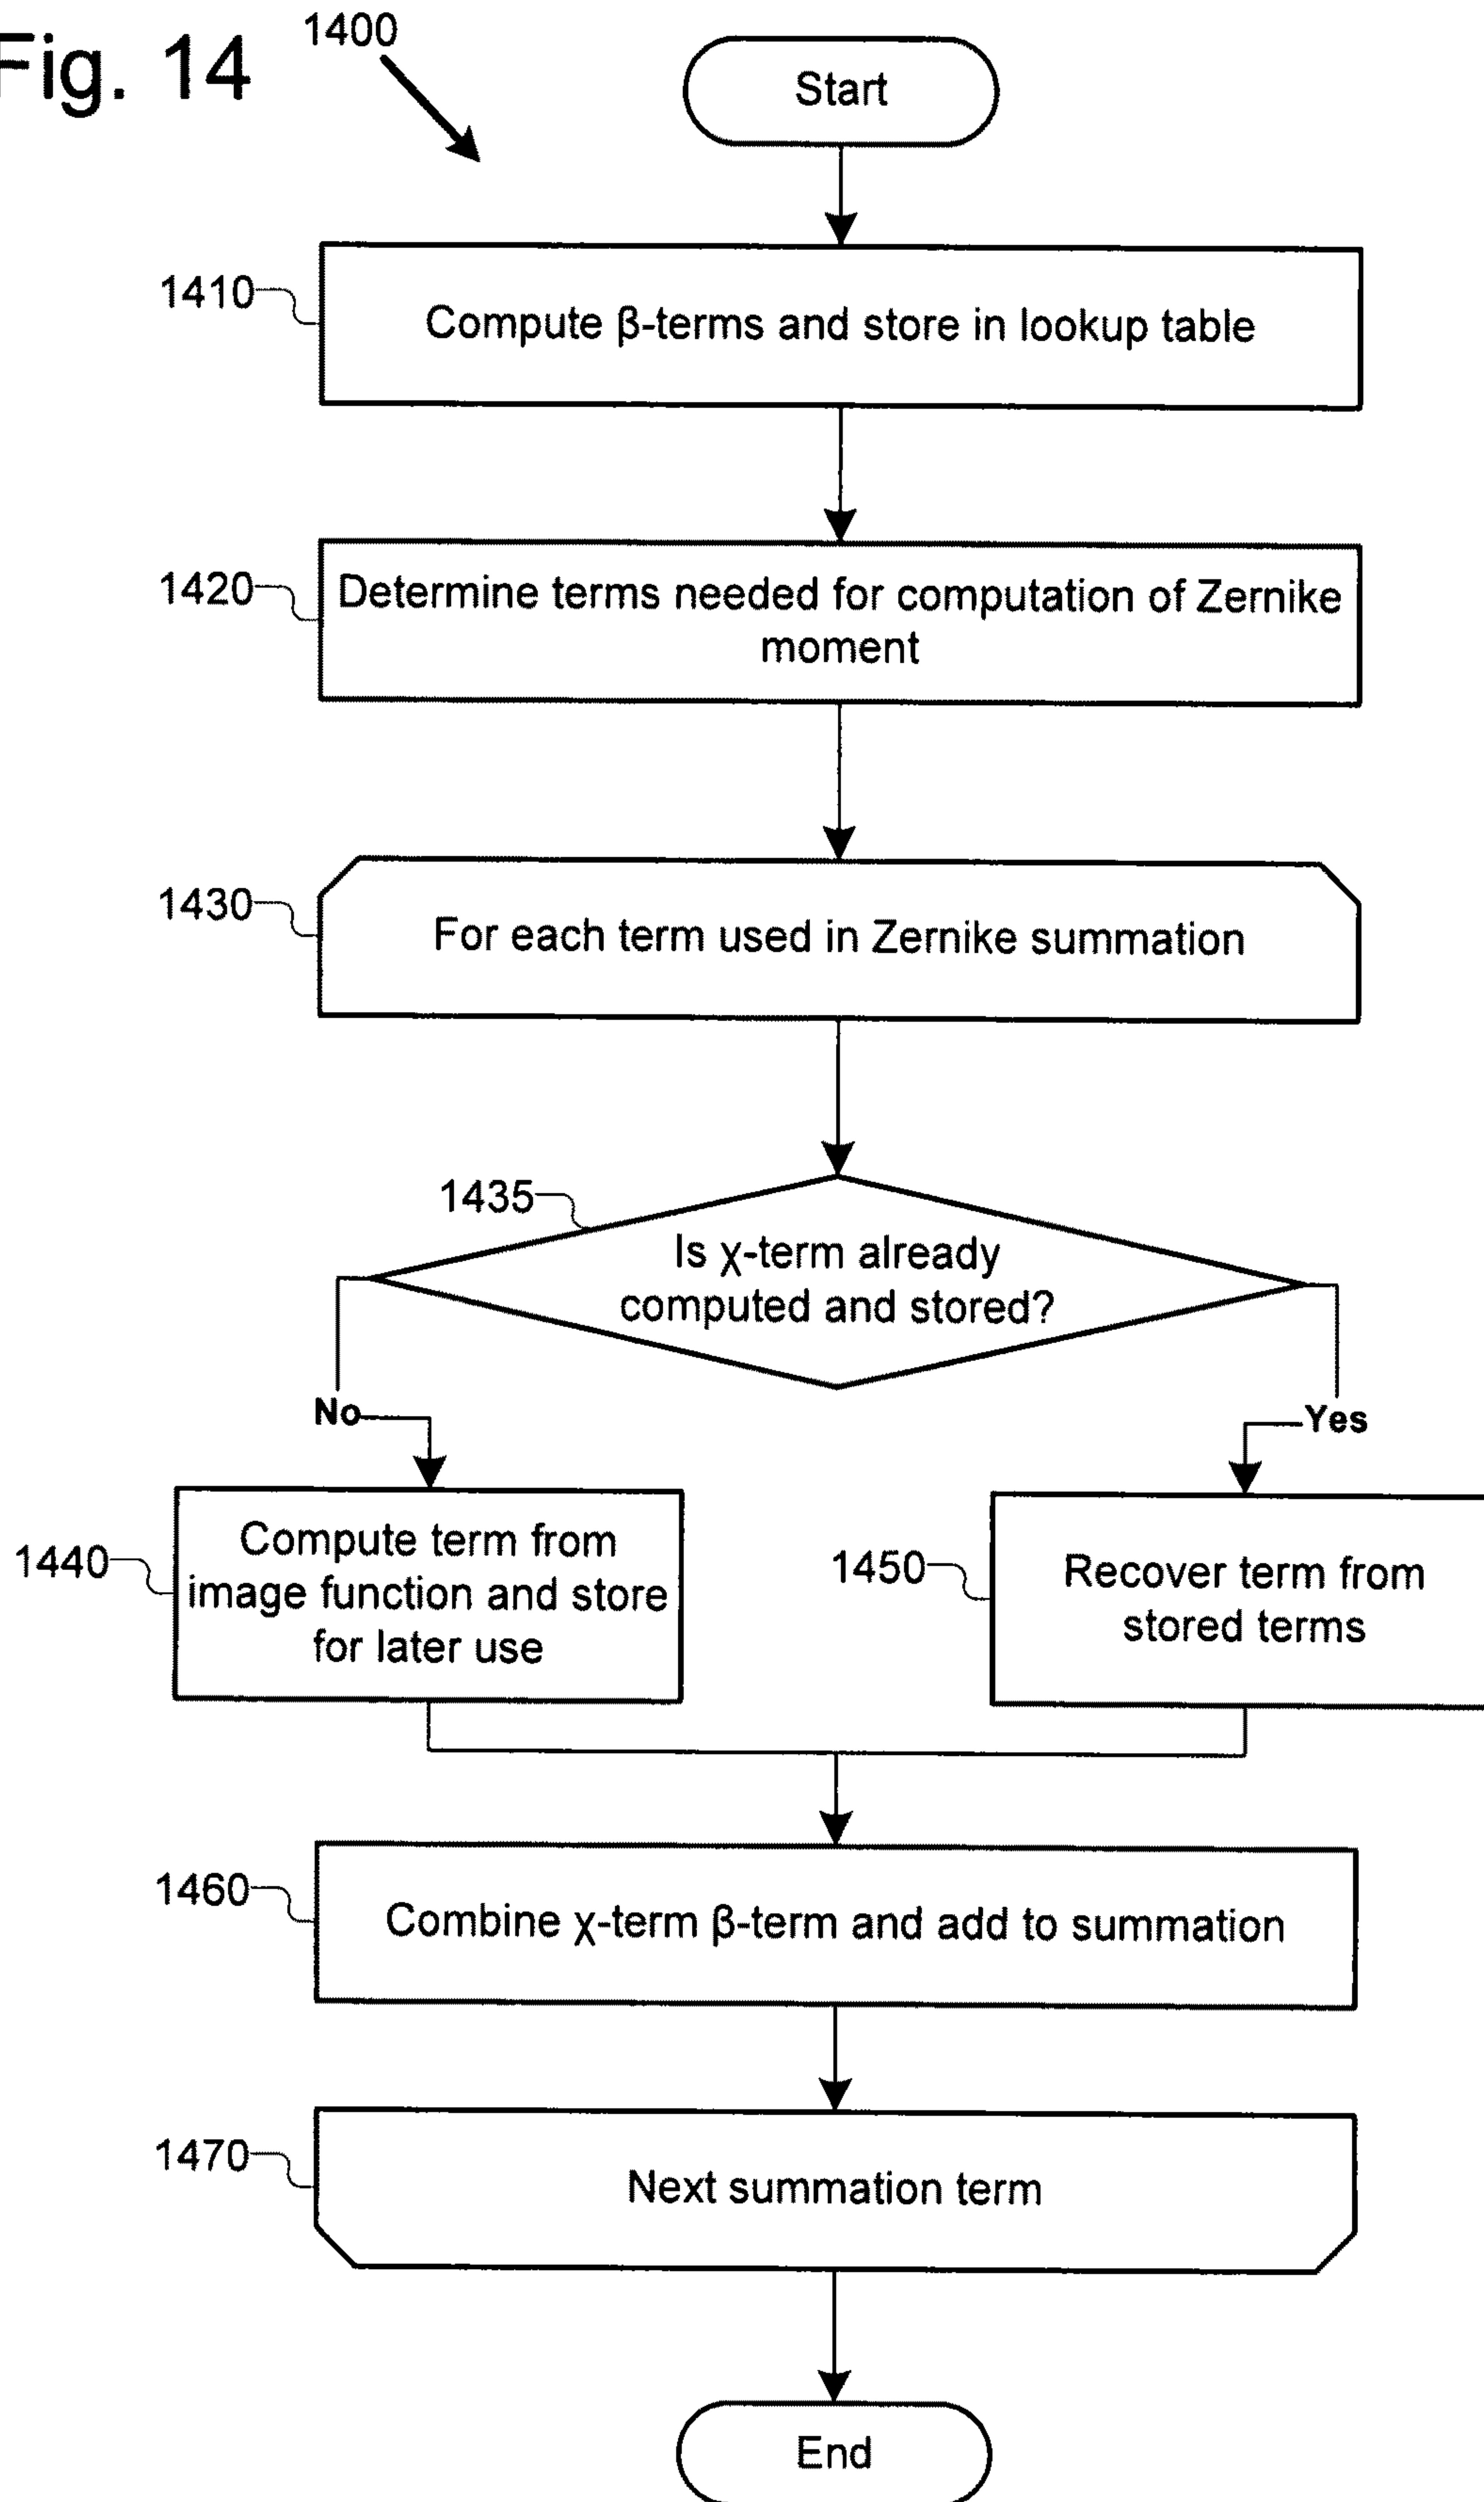 Fig. 14
1400
Start
1410
Compute β-terms and store in lookup table
1420
Determine terms needed for computation of Zernike
moment
1430
For each term used in Zernike summation
1435
Is χ-term already
computed and stored?
No
Yes
1440
Compute term from
image function and store
for later use
1450
Recover term from
stored terms
1460
Combine χ-term β-term and add to summation
1470
Next summation term
End